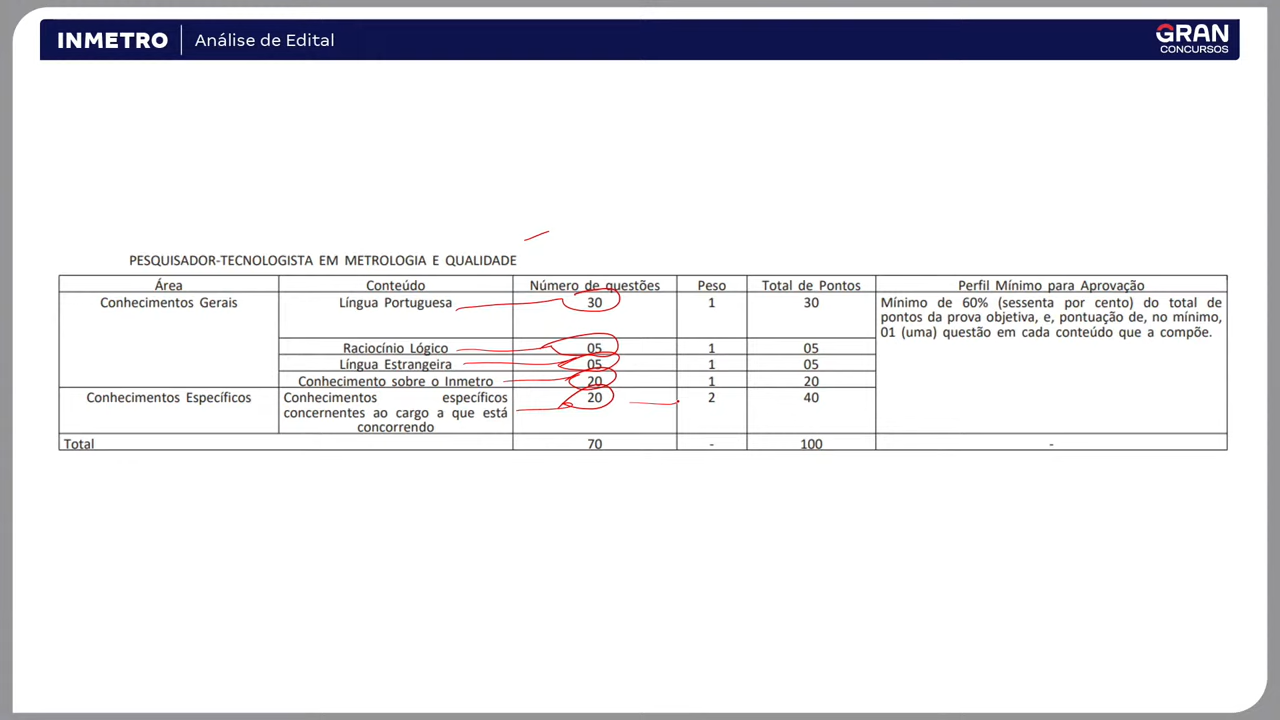 INMETRO
Análise de Edital
GRAN
CONCURSOS
PESQUISADOR-TECNOLOGISTA EM METROLOGIA E QUALIDADE
Área Conteúdo Número de questões Peso Total de Pontos Perfil Mínimo para Aprovação
Conhecimentos Gerais Língua Portuguesa 30 1 30 Mínimo de 60% (sessenta por cento) do total de
pontos da prova objetiva, e, pontuação de, no mínimo,
01 (uma) questão em cada conteúdo que a compõe.
Raciocínio Lógico 05 1 05
Língua Estrangeira 05 1 05
Conhecimento sobre o Inmetro 20 1 20
Conhecimentos Específicos Conhecimentos específicos 20 2 40
concernentes ao cargo a que está
concorrendo
Total 70 - 100 -